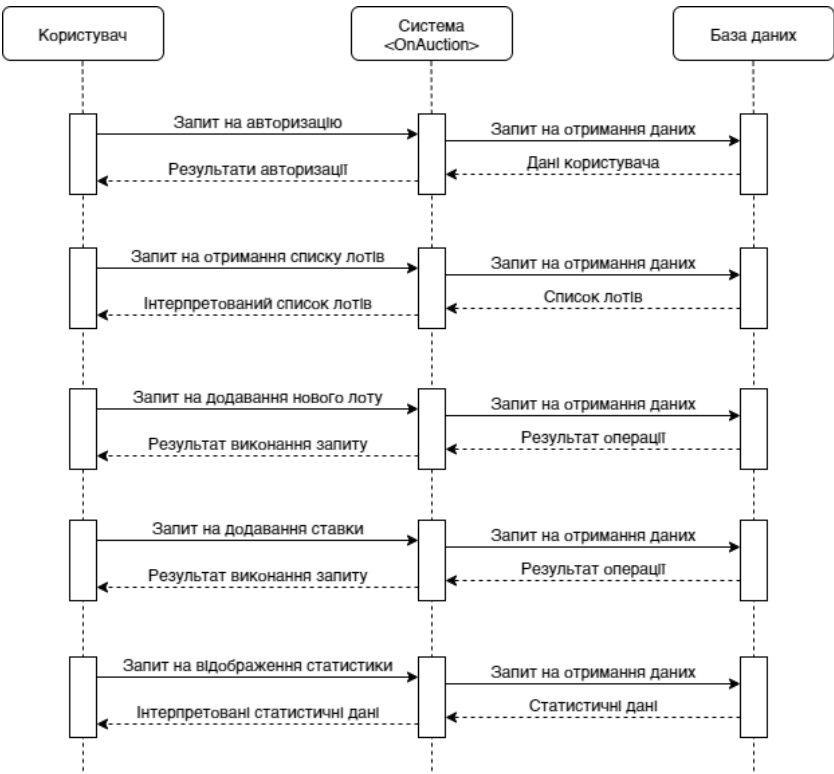 Користувач
Система
<OnAuction>
База даних
Запит на авторизацію
Запит на отримання даних
Результати авторизації
Дані користувача
Запит на отримання списку лотів
Запит на отримання даних
Інтерпретований список лотів
Список лотів
Запит на додавання нового лоту
Запит на отримання даних
Результат виконання запиту
Результат операції
Запит на додавання ставки
Запит на отримання даних
Результат виконання запиту
Результат операції
Запит на відображення статистики
Запит на отримання даних
Інтерпретовані статистичні дані
Статистичні дані